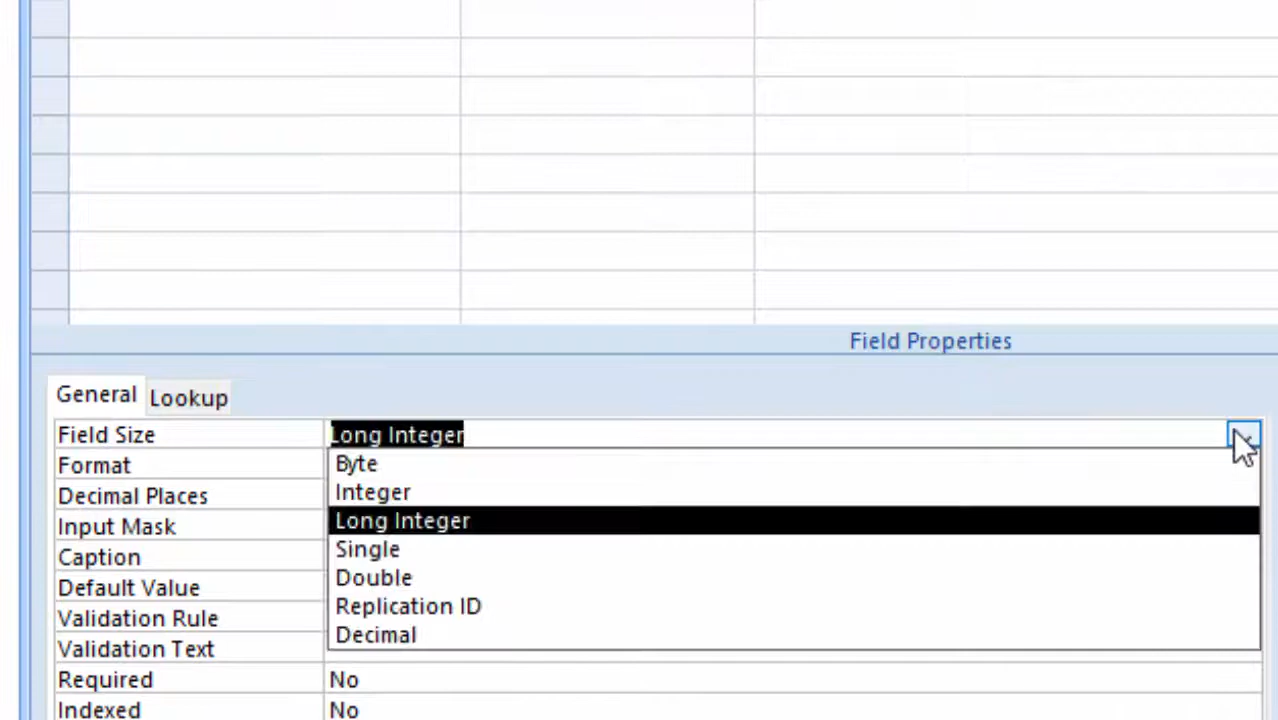 Field Properties
General
Lookup
Field Size
Long Integer
Format
Byte
Decimal Places
Integer
Input Mask
Long Integer
Caption
Single
Default Value
Double
Validation Rule
Replication ID
Validation Text
Decimal
Required
No
Indexed
No